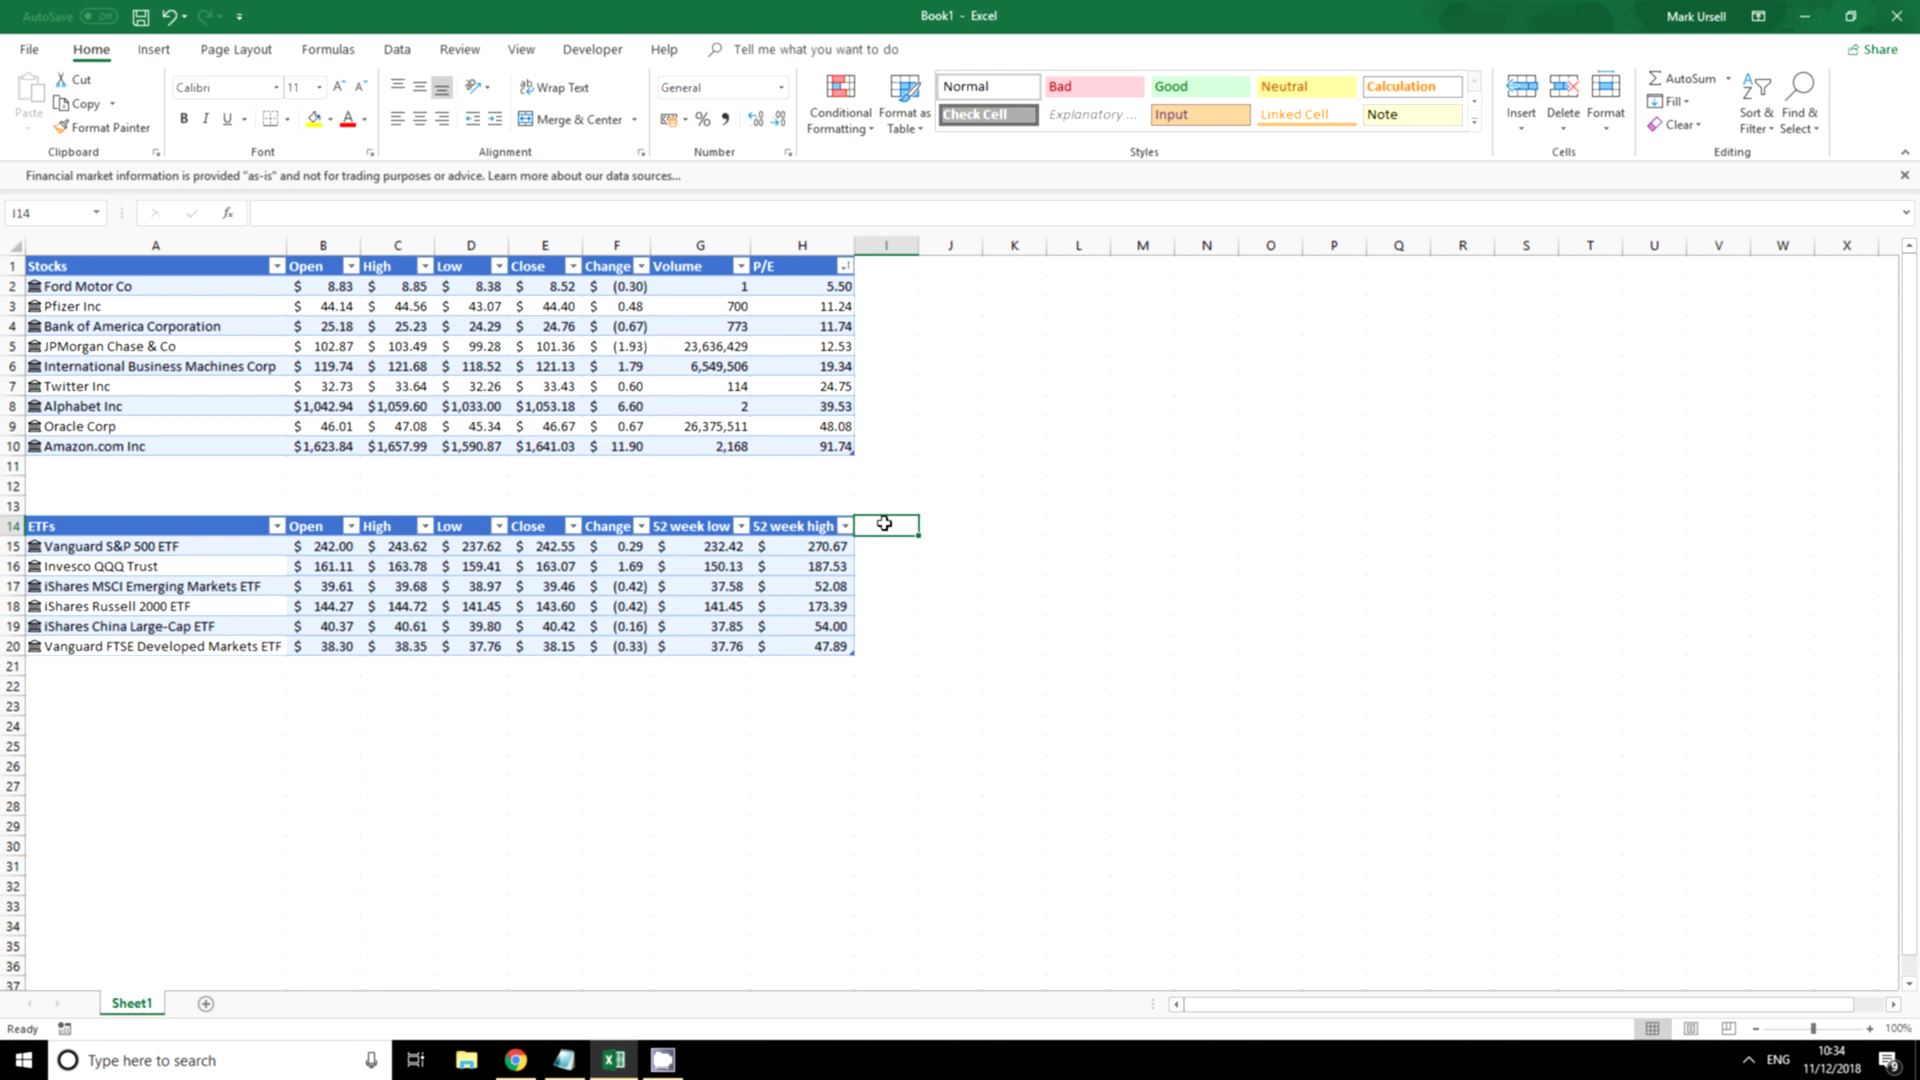 AutoSave Off
Book1 - Excel
Mark Ursell
File Home Insert Page Layout Formulas Data Review View Developer Help Tell me what you want to do
Share
Paste
Cut
Copy
Format Painter
Clipboard
Calibri 11 A A
B I U A
Font
Wrap Text
Merge & Center
Alignment
General
%
Number
Conditional Formatting
Format as Table
Normal Bad Good Neutral Calculation
Check Cell Explanatory ... Input Linked Cell Note
Styles
Insert Delete Format
Cells
AutoSum
Fill
Clear
Sort & Filter
Find & Select
Editing
Financial market information is provided "as-is" and not for trading purposes or advice. Learn more about our data sources...
I14 fx
A B C D E F G H I J K L M N O P Q R S T U V W X
1 Stocks Open High Low Close Change Volume P/E
2 Ford Motor Co $ 8.83 $ 8.85 $ 8.38 $ 8.52 $ (0.30) 1 5.50
3 Pfizer Inc $ 44.14 $ 44.56 $ 43.07 $ 44.40 $ 0.48 700 11.24
4 Bank of America Corporation $ 25.18 $ 25.23 $ 24.29 $ 24.76 $ (0.67) 773 11.74
5 JPMorgan Chase & Co $ 102.87 $ 103.49 $ 99.28 $ 101.36 $ (1.93) 23,636,429 12.53
6 International Business Machines Corp $ 119.74 $ 121.68 $ 118.52 $ 121.13 $ 1.79 6,549,506 19.34
7 Twitter Inc $ 32.73 $ 33.64 $ 32.26 $ 33.43 $ 0.60 114 24.75
8 Alphabet Inc $1,042.94 $1,059.60 $1,033.00 $1,053.18 $ 6.60 2 39.53
9 Oracle Corp $ 46.01 $ 47.08 $ 45.34 $ 46.67 $ 0.67 26,375,511 48.08
10 Amazon.com Inc $1,623.84 $1,657.99 $1,590.87 $1,641.03 $ 11.90 2,168 91.74
11
12
13
14 ETFs Open High Low Close Change 52 week low 52 week high
15 Vanguard S&P 500 ETF $ 242.00 $ 243.62 $ 237.62 $ 242.55 $ 0.29 $ 232.42 $ 270.67
16 Invesco QQQ Trust $ 161.11 $ 163.78 $ 159.41 $ 163.07 $ 1.69 $ 150.13 $ 187.53
17 iShares MSCI Emerging Markets ETF $ 39.61 $ 39.68 $ 38.97 $ 39.46 $ (0.42) $ 37.58 $ 52.08
18 iShares Russell 2000 ETF $ 144.27 $ 144.72 $ 141.45 $ 143.60 $ (0.42) $ 141.45 $ 173.39
19 iShares China Large-Cap ETF $ 40.37 $ 40.61 $ 39.80 $ 40.42 $ (0.16) $ 37.85 $ 54.00
20 Vanguard FTSE Developed Markets ETF $ 38.30 $ 38.35 $ 37.76 $ 38.15 $ (0.33) $ 37.76 $ 47.89
21
22
23
24
25
26
27
28
29
30
31
32
33
34
35
36
37
Sheet1
Ready
100%
Type here to search
ENG
10:34
11/12/2018
9